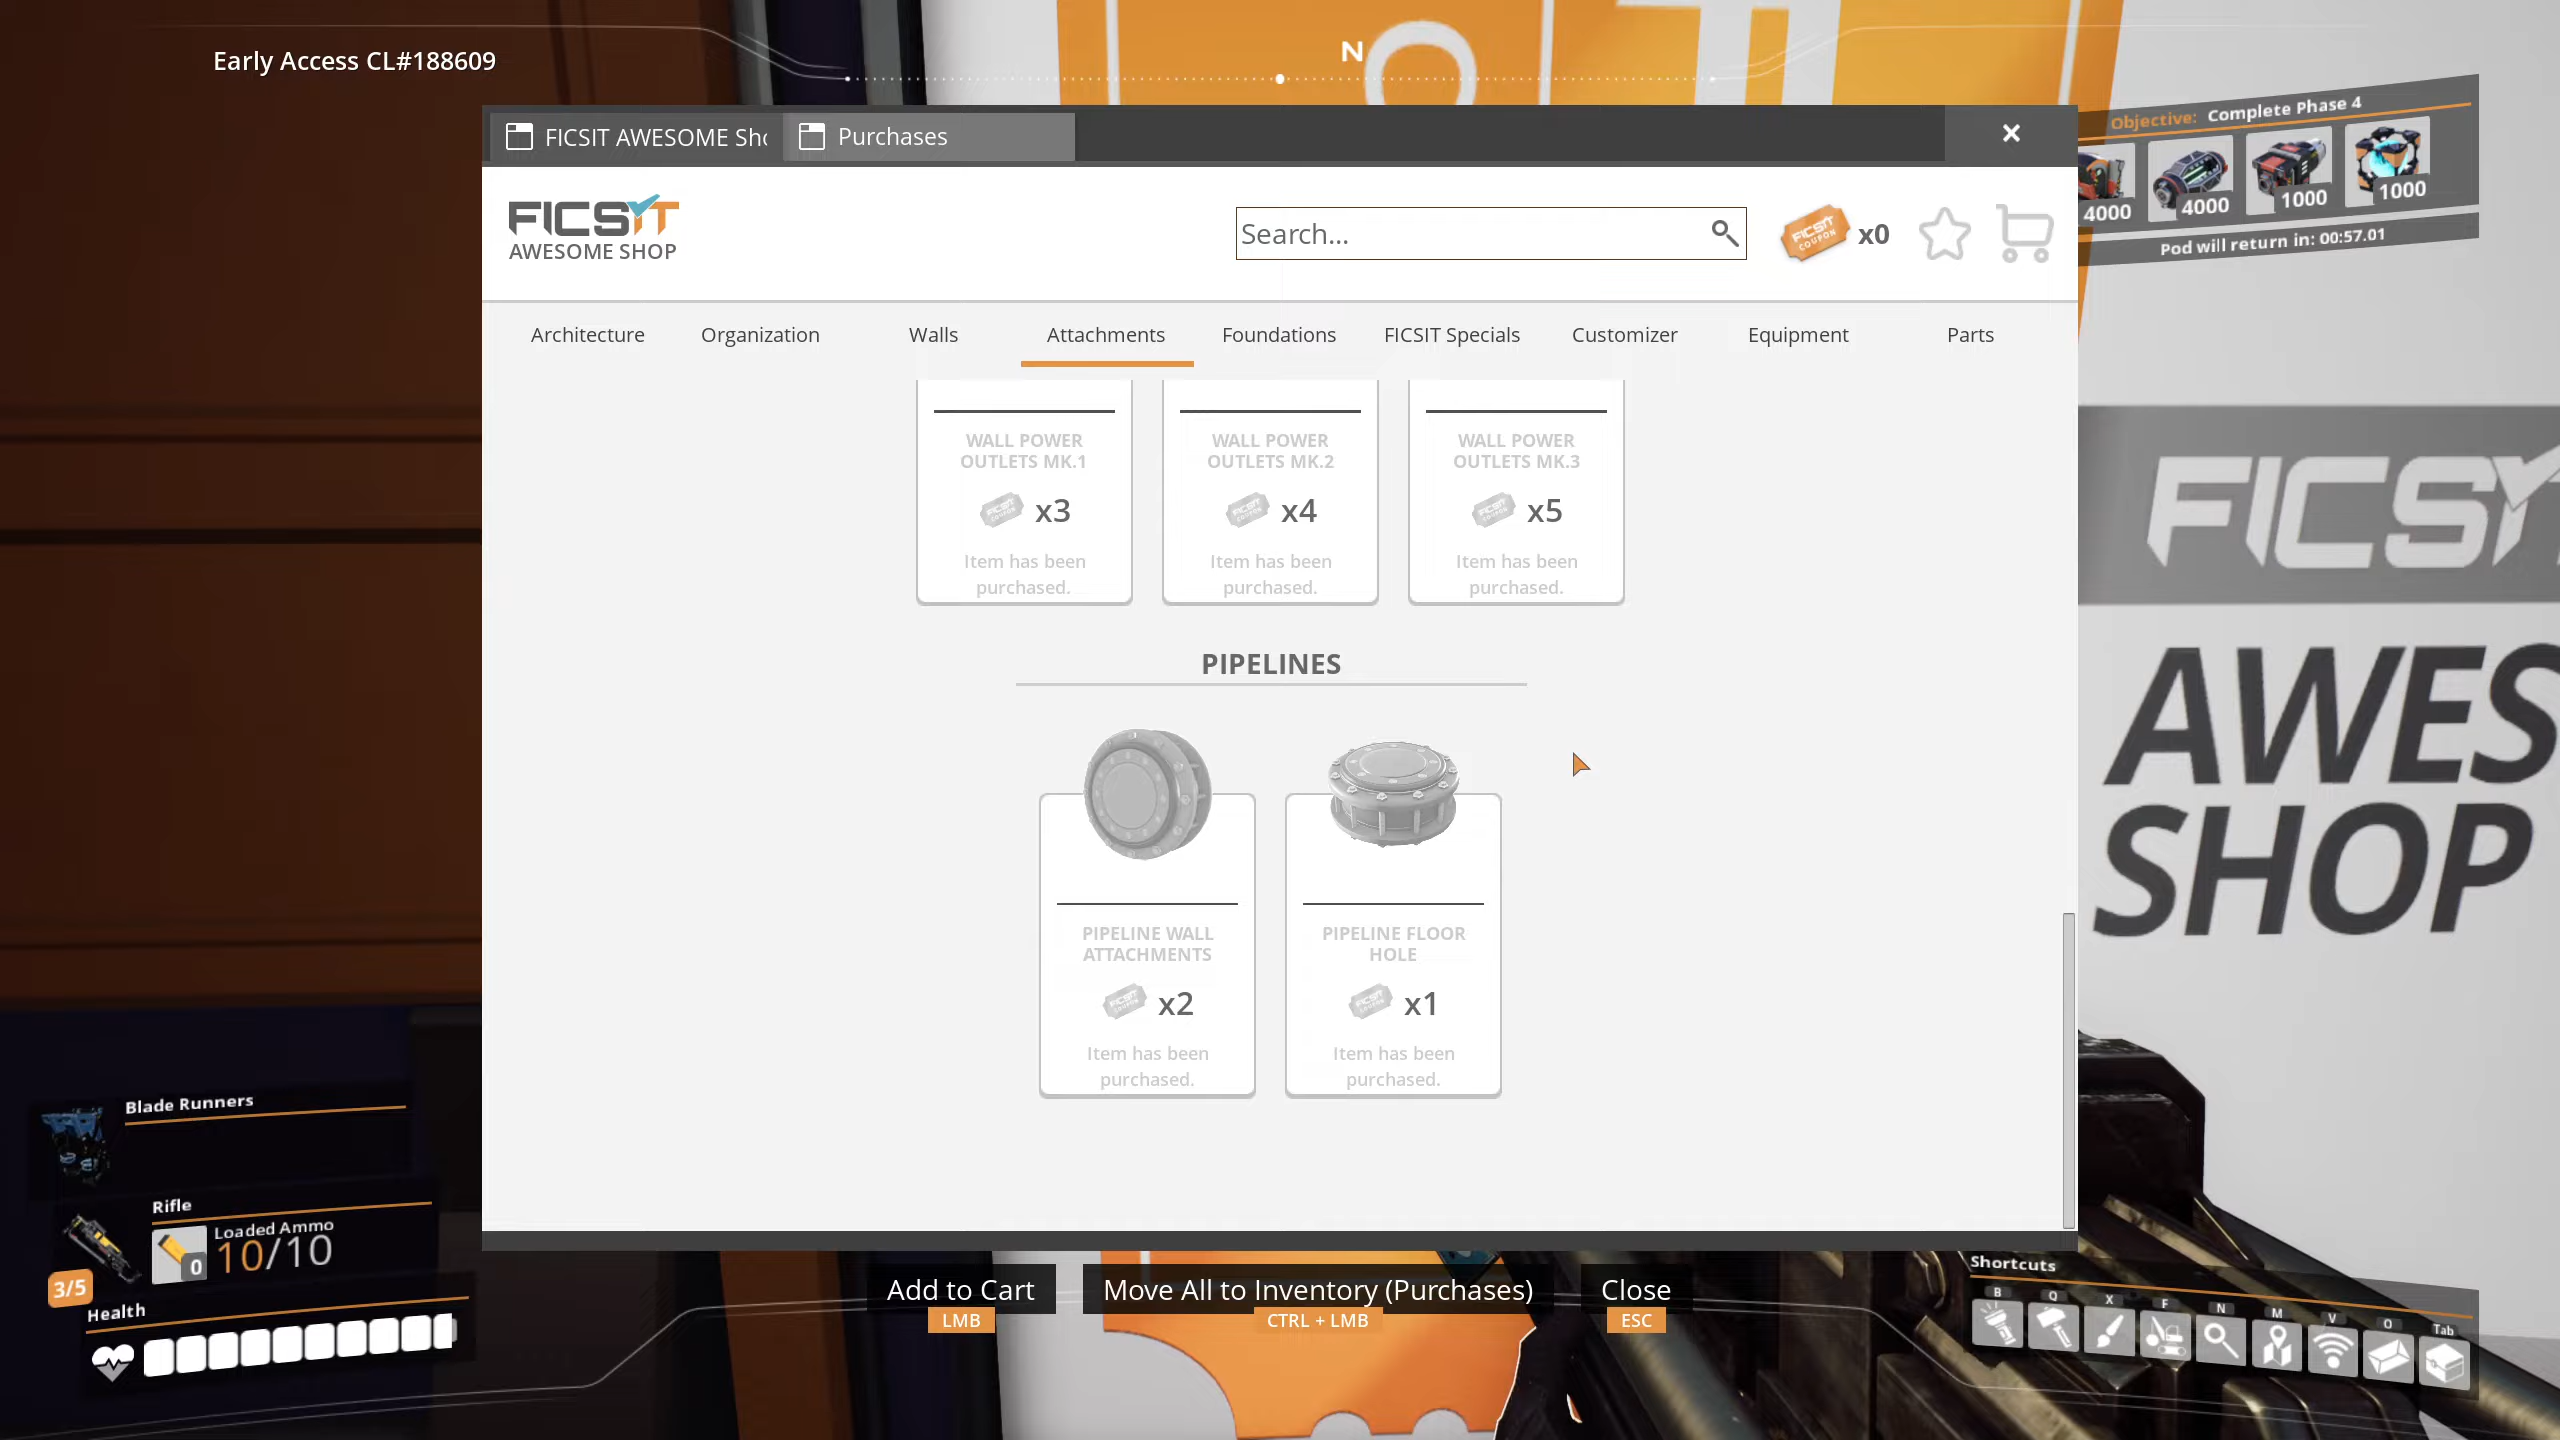 Early Access CL#188609
N
FICSIT AWESOME Sho
Purchases
Objective: Complete Phase 4
4000
4000
1000
1000
Pod will return in: 00:57.01
FICSIT
AWESOME SHOP
Search...
x0
Architecture
Organization
Walls
Attachments
Foundations
FICSIT Specials
Customizer
Equipment
Parts
WALL POWER
OUTLETS MK.1
x3
Item has been
purchased.
WALL POWER
OUTLETS MK.2
x4
Item has been
purchased.
WALL POWER
OUTLETS MK.3
x5
Item has been
purchased.
PIPELINES
PIPELINE WALL
ATTACHMENTS
x2
Item has been
purchased.
PIPELINE FLOOR
HOLE
x1
Item has been
purchased.
FICSIT
AWES
SHOP
Blade Runners
Rifle
Loaded Ammo
0
10/10
3/5
Health
Add to Cart
LMB
Move All to Inventory (Purchases)
CTRL + LMB
Close
ESC
Shortcuts
B
Q
X
F
N
M
V
O
Tab